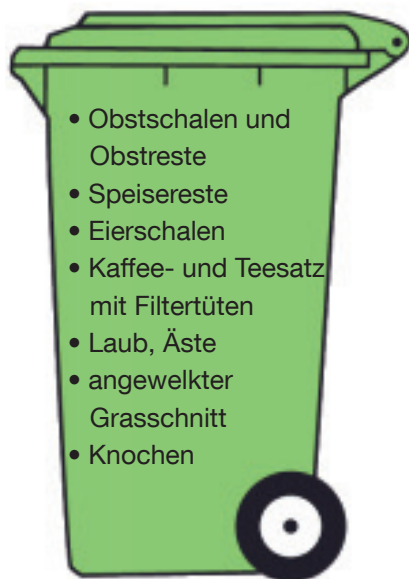 • Obstschalen und
Obstreste
• Speisereste
• Eierschalen
• Kaffee- und Teesatz
mit Filtertüten
• Laub, Äste
• angewelkter
Grasschnitt
• Knochen